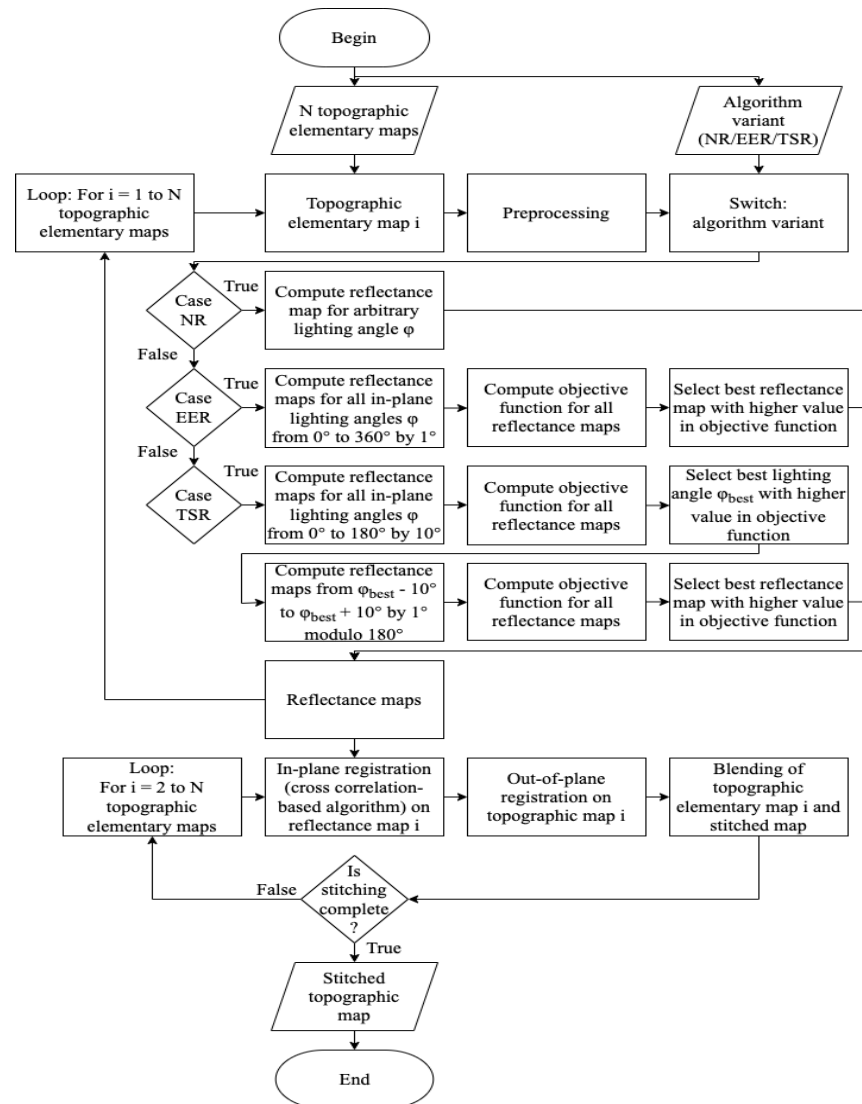 Begin
N topographic
elementary maps
Algorithm
variant
(NR/EER/TSR)
Loop: For i = 1 to N
topographic
elementary maps
Topographic
elementary map i
Preprocessing
Switch:
algorithm variant
Case
NR
True
False
Compute reflectance
map for arbitrary
lighting angle φ
Case
EER
True
False
Compute reflectance
maps for all in-plane
lighting angles φ
from 0° to 360° by 1°
Compute objective
function for all
reflectance maps
Select best reflectance
map with higher value
in objective function
Case
TSR
True
Compute reflectance
maps for all in-plane
lighting angles φ
from 0° to 180° by 10°
Compute objective
function for all
reflectance maps
Select best lighting
angle φbest with higher
value in objective
function
Compute reflectance
maps from φbest - 10°
to φbest + 10° by 1°
modulo 180°
Compute objective
function for all
reflectance maps
Select best reflectance
map with higher value
in objective function
Reflectance maps
Loop:
For i = 2 to N
topographic
elementary maps
In-plane registration
(cross correlation-
based algorithm) on
reflectance map i
Out-of-plane
registration on
topographic map i
Blending of
topographic
elementary map i and
stitched map
Is
stitching
complete
?
False
True
Stitched
topographic
map
End